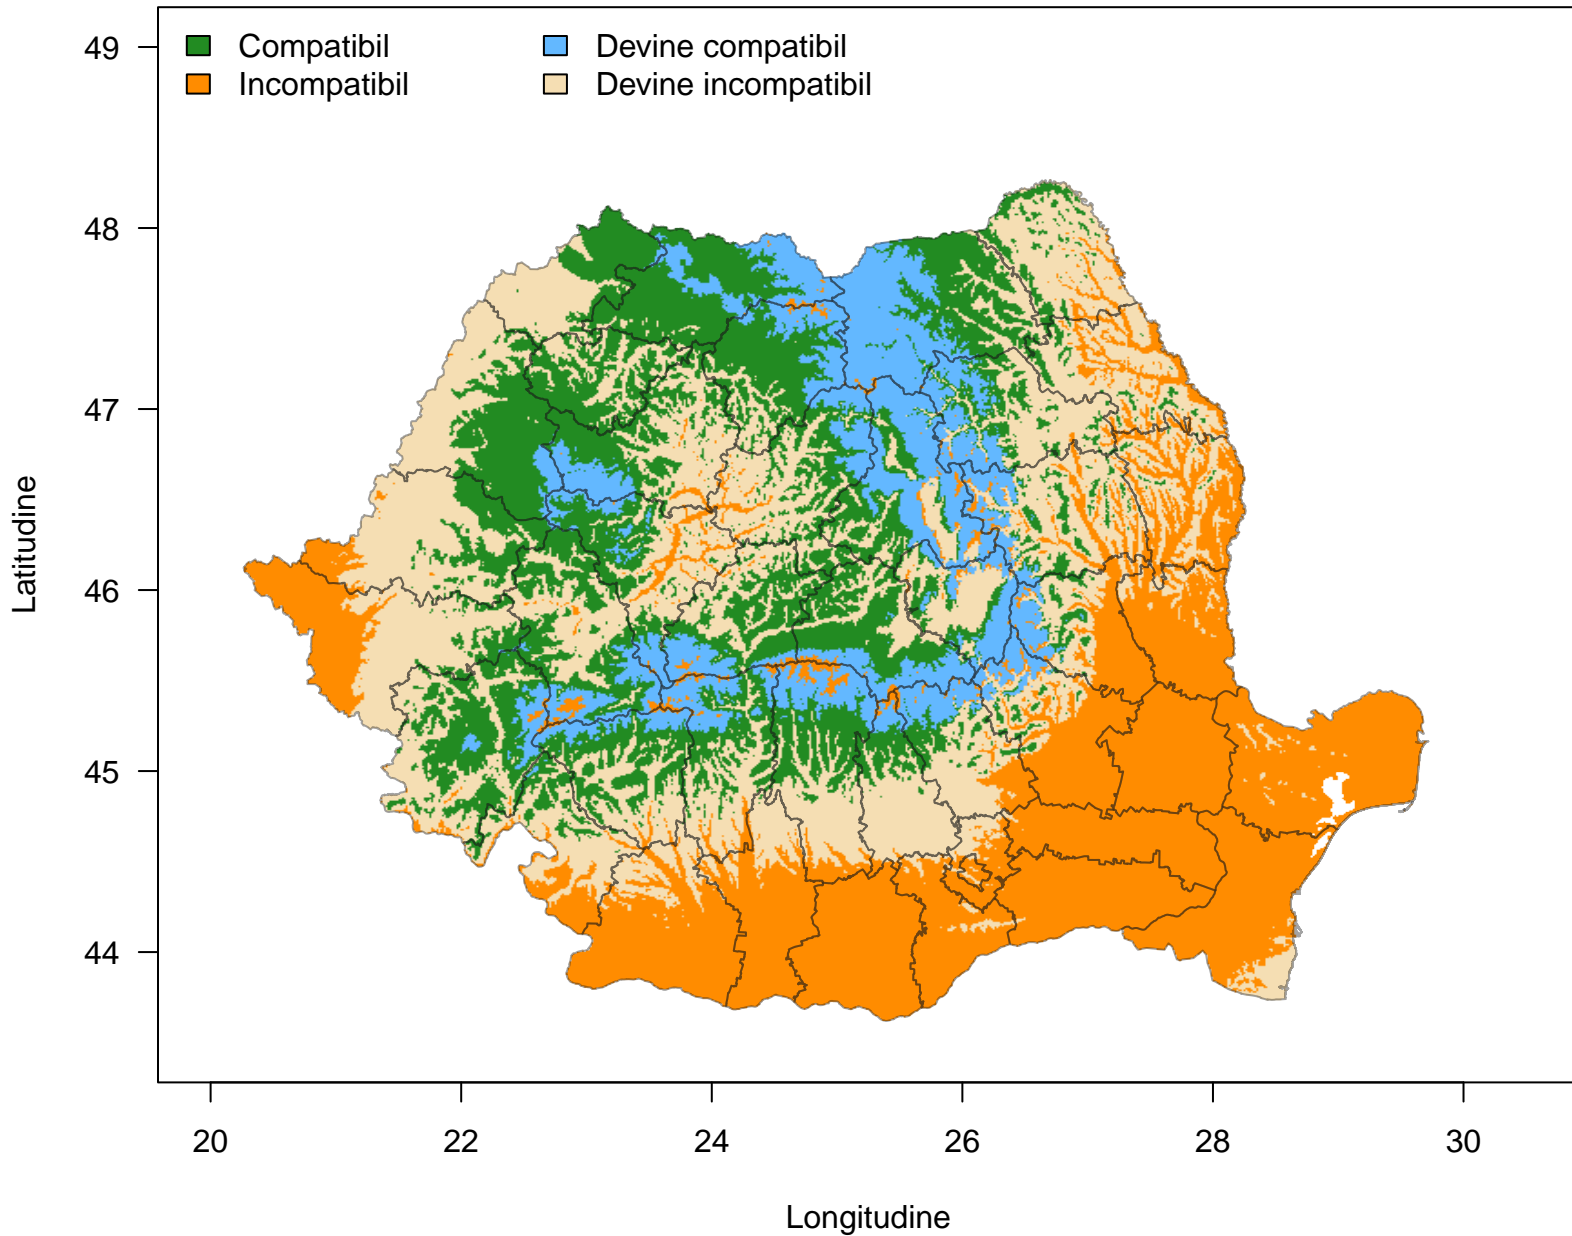 Compatibil
Incompatibil
Devine compatibil
Devine incompatibil
Latitudine
49
48
47
46
45
44
20 22 24 26 28 30
Longitudine